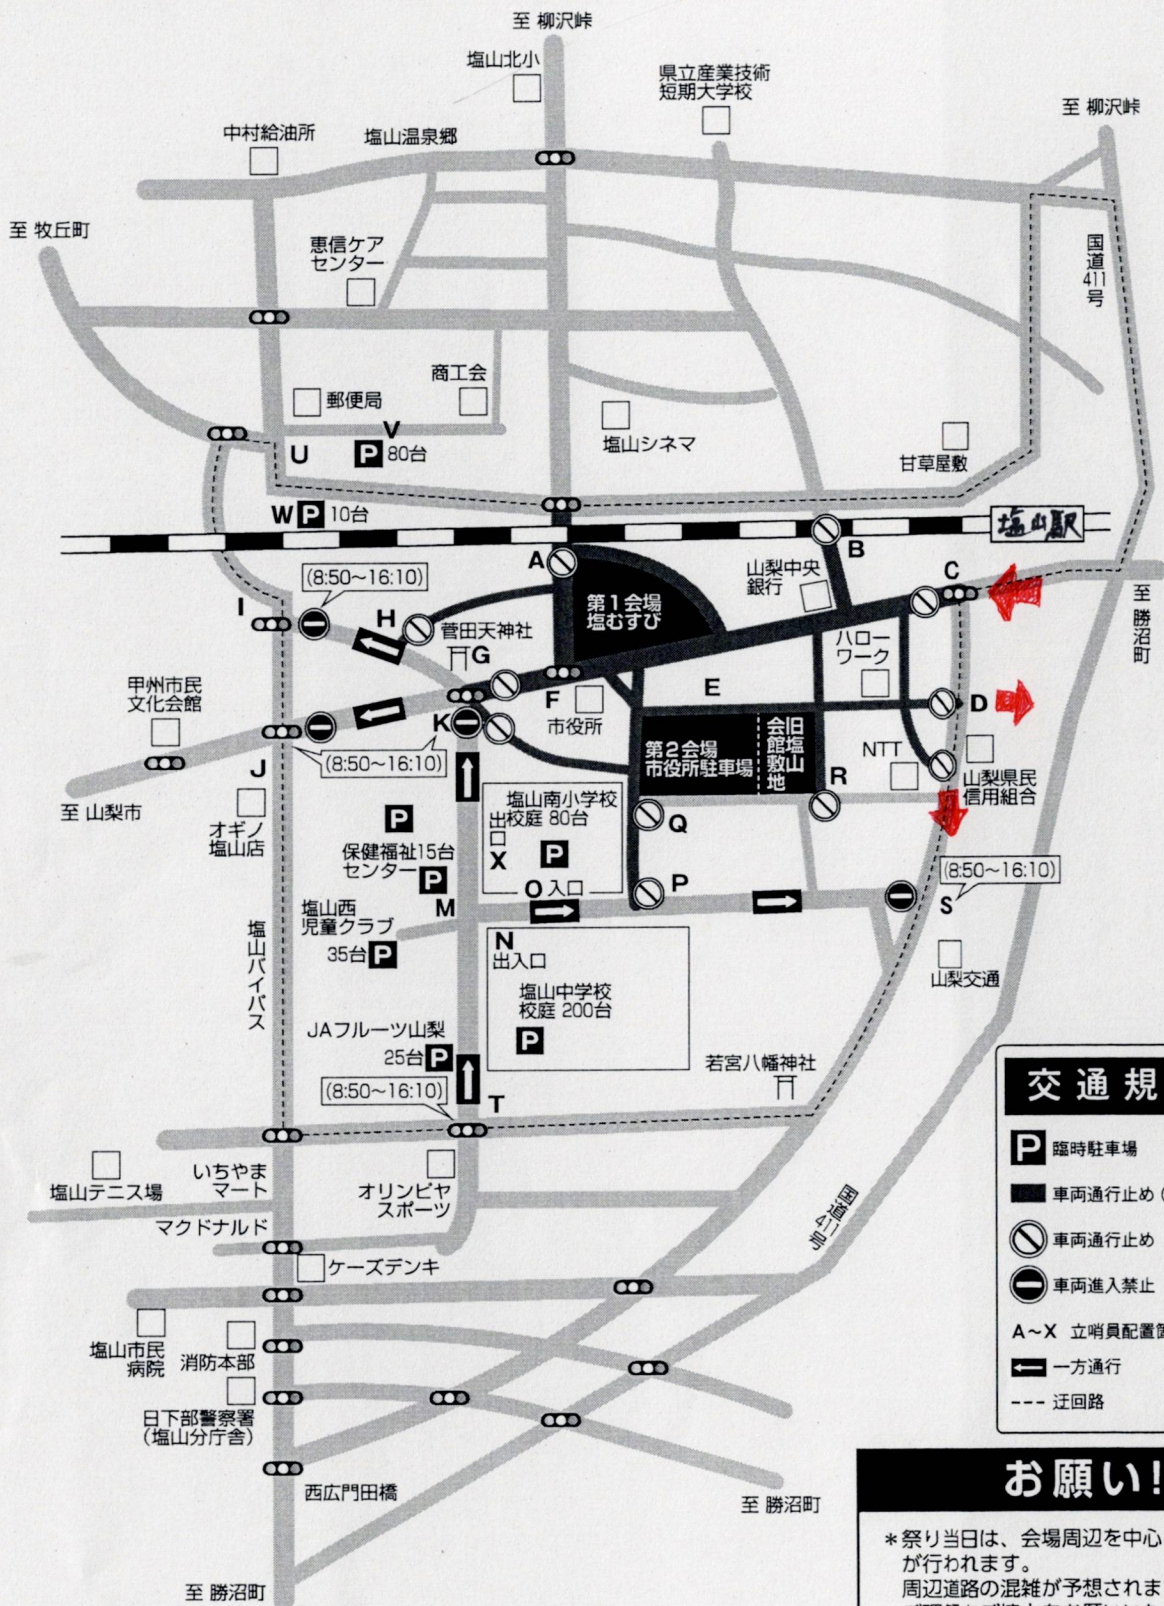 至 柳沢峠
塩山北小
県立産業技術
短期大学校
至 柳沢峠
中村給油所
塩山温泉郷
至 牧丘町
恵信ケア
センター
国道411号
商工会
郵便局
V
U
P 80台
塩山シネマ
甘草屋敷
W P 10台
塩山駅
A
B
(8:50〜16:10)
山梨中央
銀行
C
第1会場
塩むすび
I
H
菅田天神社
G
ハロー
ワーク
至 勝沼町
甲州市民
文化会館
F
E
D
市役所
K
第2会場
市役所駐車場
旧塩山
会館敷地
NTT
(8:50〜16:10)
J
R
山梨県民
信用組合
至 山梨市
オギノ
塩山店
塩山南小学校
校庭 80台
出口
X
P
Q
P
保健福祉15台
センター
P
O 入口
P
(8:50〜16:10)
M
S
塩山西
児童クラブ
35台 P
N
出入口
塩山バイパス
塩山中学校
校庭 200台
P
山梨交通
JAフルーツ山梨
25台 P
若宮八幡神社
(8:50〜16:10)
T
交通規
P 臨時駐車場
車両通行止め (
車両通行止め
車両進入禁止
A〜X 立哨員配置箇
一方通行
迂回路
いちやま
マート
塩山テニス場
オリンピヤ
スポーツ
マクドナルド
国道411号
ケーズデンキ
塩山市民
病院
消防本部
日下部警察署
(塩山分庁舎)
西広門田橋
至 勝沼町
至 勝沼町
お願い!
*祭り当日は、会場周辺を中心
が行われます。
周辺道路の混雑が予想されま